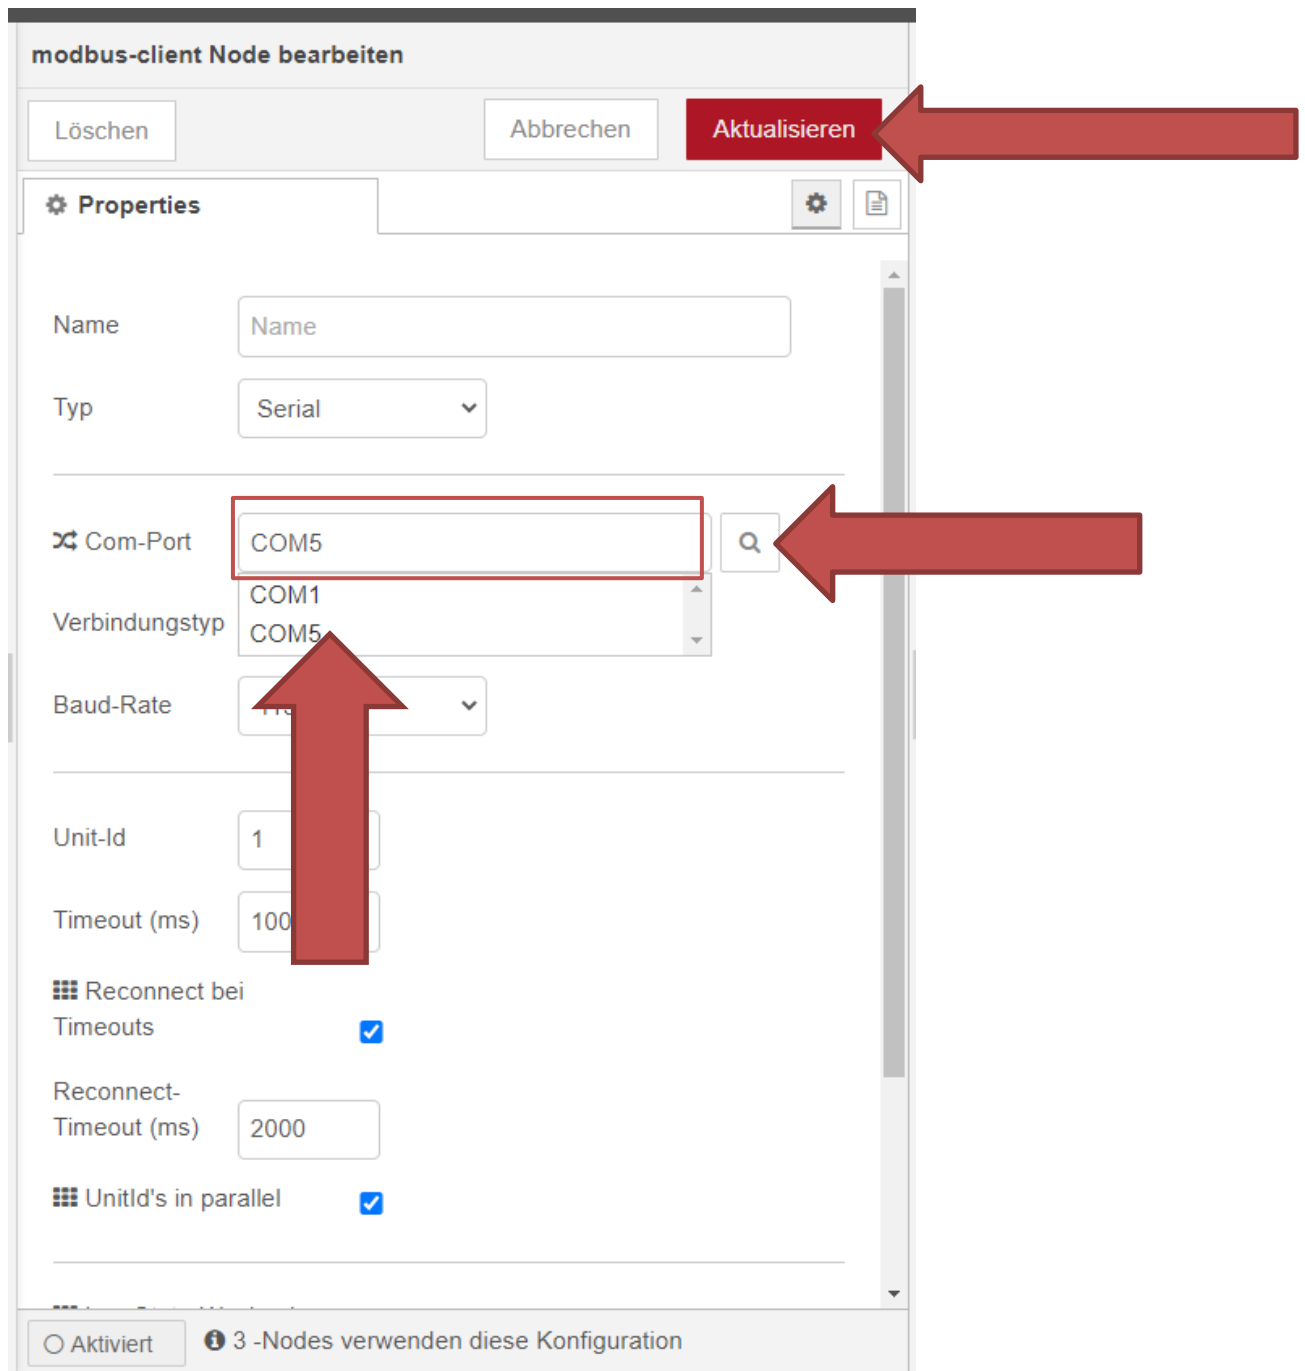 modbus-client Node bearbeiten
Löschen
Abbrechen
Aktualisieren
Properties
Name
Name
Typ
Serial
Com-Port
COM5
COM1
Verbindungstyp
COM5
Baud-Rate
Unit-Id
1
Timeout (ms)
100
Reconnect bei
Timeouts
Reconnect-
Timeout (ms)
2000
UnitId's in parallel
Aktiviert
3 -Nodes verwenden diese Konfiguration